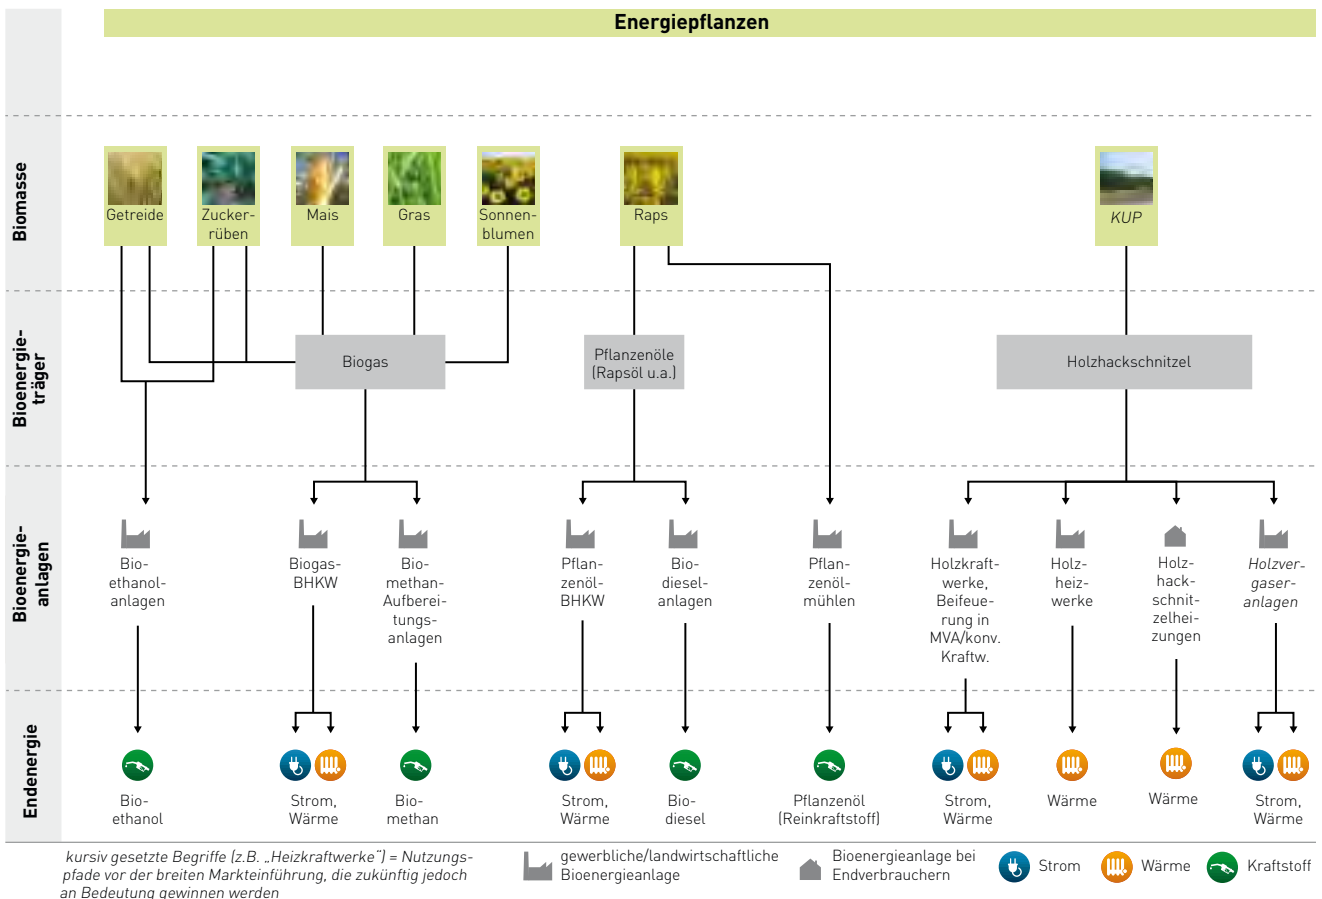 Energiepflanzen
Biomasse
Getreide
Zucker-
rüben
Mais
Gras
Sonnen-
blumen
Raps
KUP
Bioenergie-
träger
Biogas
Pflanzenöle
(Rapsöl u.a.)
Holzhackschnitzel
Bioenergie-
anlagen
Bio-
ethanol-
anlagen
Biogas-
BHKW
Bio-
methan-
Aufberei-
tungs-
anlagen
Pflan-
zenöl-
BHKW
Bio-
diesel-
anlagen
Pflan-
zenöl-
mühlen
Holzkraft-
werke,
Beifeue-
rung in
MVA/konv.
Kraftw.
Holz-
heiz-
werke
Holz-
hack-
schnit-
zelhei-
zungen
Holzver-
gaser-
anlagen
Endenergie
Bio-
ethanol
Strom,
Wärme
Bio-
methan
Strom,
Wärme
Bio-
diesel
Pflanzenöl
(Reinkraftstoff)
Strom,
Wärme
Wärme
Wärme
Strom,
Wärme
kursiv gesetzte Begriffe (z.B. „Heizkraftwerke“) = Nutzungs-
pfade vor der breiten Markteinführung, die zukünftig jedoch
an Bedeutung gewinnen werden
gewerbliche/landwirtschaftliche
Bioenergieanlage
Bioenergieanlage bei
Endverbrauchern
Strom
Wärme
Kraftstoff